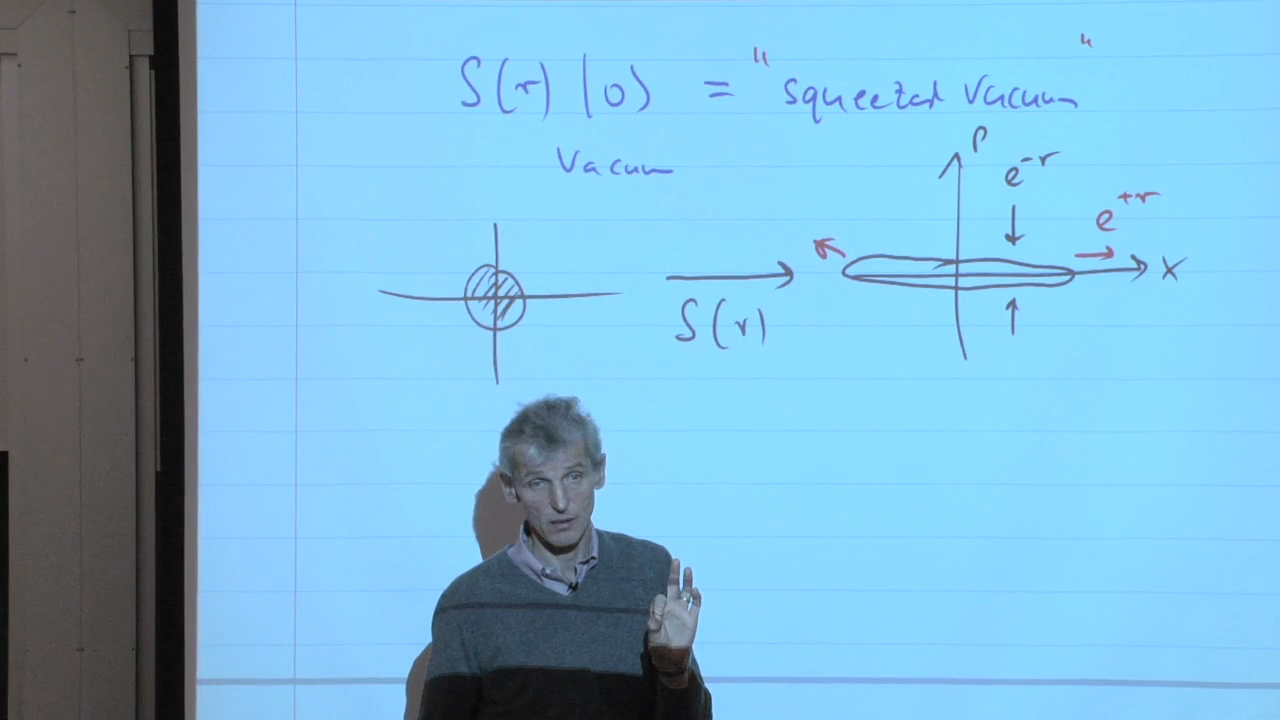 S(r) |0⟩ = "squeezed vacuum"
Vacuum
P
e^{-r}
e^{+r}
X
S(r)